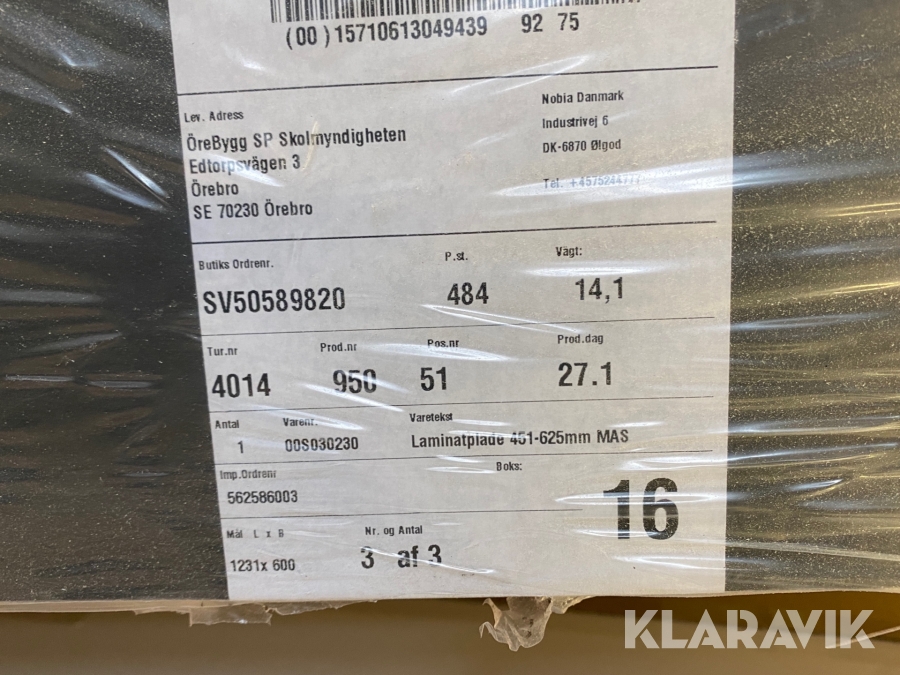 (00)15710613049439 92 75
Lev. Adress
ÖreBygg SP Skolmyndigheten
Edtorpsvägen 3
Örebro
SE 70230 Örebro
Nobia Danmark
Industrivej 6
DK-6870 Ølgod
Tel.
Butiks Ordrenr.
P.st.
Vägt:
SV50589820
484
14,1
Tur.nr
Prod.nr
Pos.nr
Prod.dag
4014
950
51
27.1
Antal
Varenr.
Varetekst
1
00S030230
Laminatplade 451-625mm MAS
Imp.Ordrenr
Boks:
562586003
16
Mål L x B
Nr. og Antal
1231x 600
3 af 3
KLARAVIK